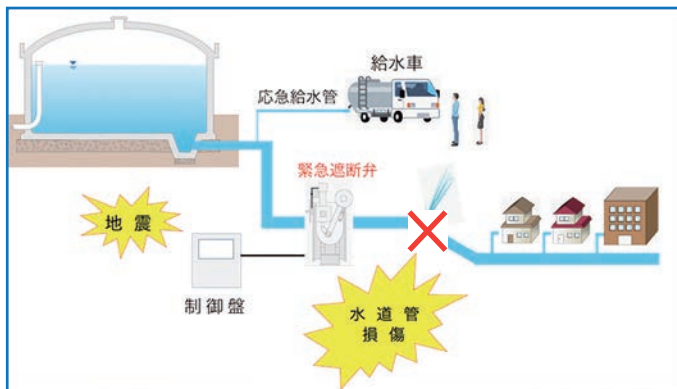 給水車
応急給水管
緊急遮断弁
地震
制御盤
水道管
損傷